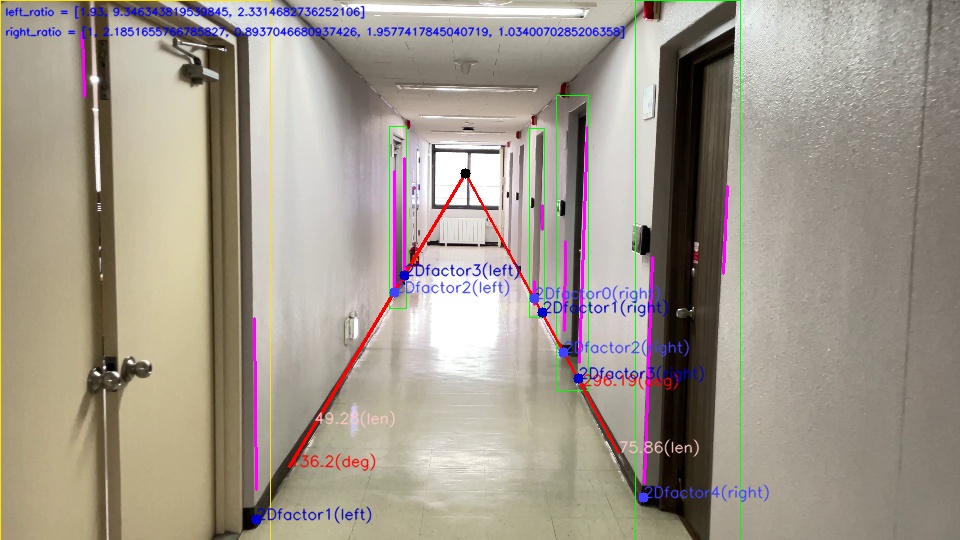 left_ratio = [1.93, 9.346343819539845, 2.3314682736252106]
right_ratio = [1, 2.1851655766785827, 0.8937046680937426, 1.9577417845040719, 1.0340070285206358]
2Dfactor3(left)
2Dfactor2(left)
2Dfactor0(right)
2Dfactor1(right)
2Dfactor2(right)
2Dfactor3(right)
296.19(deg)
49.28(len)
75.86(len)
36.2(deg)
2Dfactor4(right)
2Dfactor1(left)